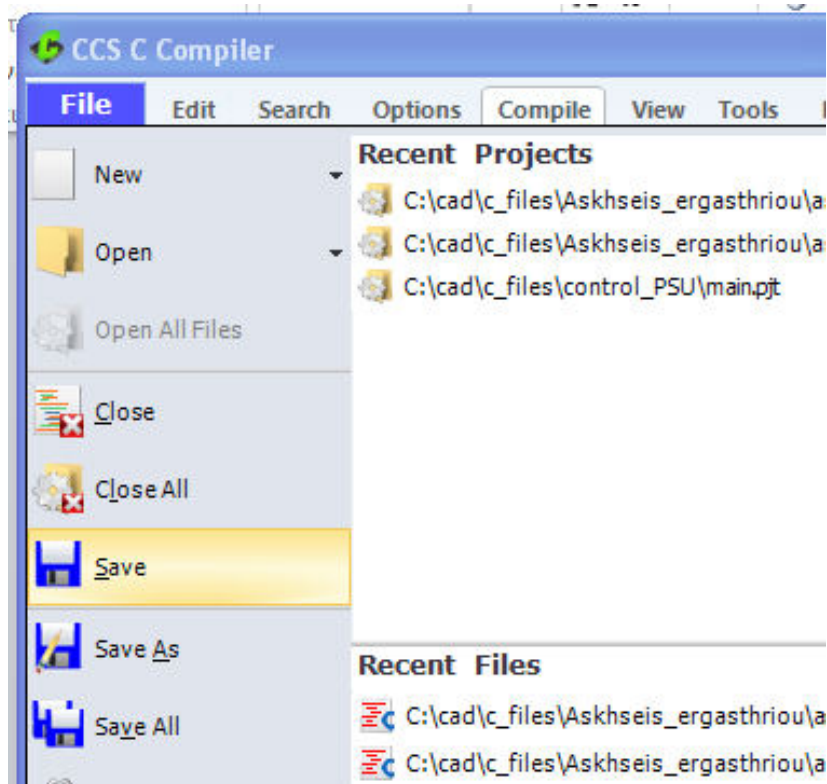 CCS C Compiler
File Edit Search Options Compile View Tools
New
Open
Open All Files
Close
Close All
Save
Save As
Save All
Recent Projects
C:\cad\c_files\Askhseis_ergasthriou\a
C:\cad\c_files\Askhseis_ergasthriou\a
C:\cad\c_files\control_PSU\main.pjt
Recent Files
C:\cad\c_files\Askhseis_ergasthriou\a
C:\cad\c_files\Askhseis_ergasthriou\a